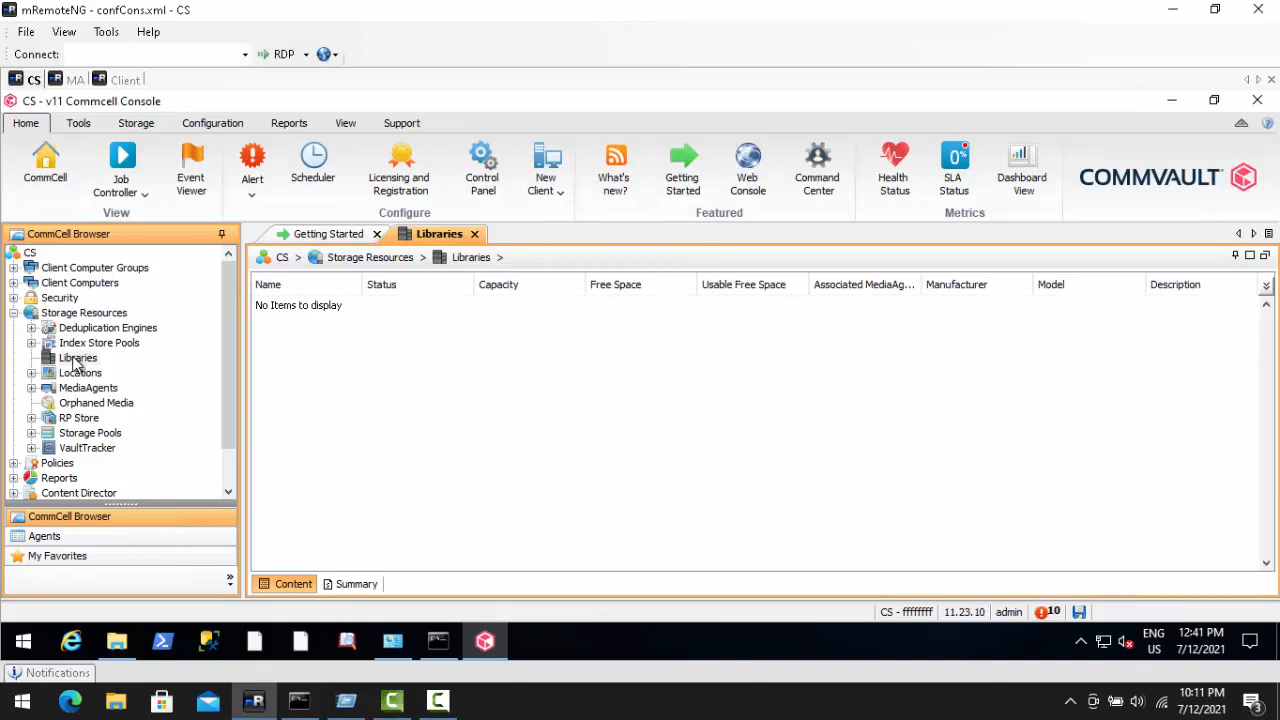 mRemoteNG - confCons.xml - CS
File View Tools Help
Connect: RDP
CS MA Client
CS - v11 Commcell Console
Home Tools Storage Configuration Reports View Support
CommCell
Job Controller
Event Viewer
View
Alert
Scheduler
Licensing and Registration
Control Panel
New Client
Configure
What's new?
Getting Started
Web Console
Command Center
Featured
Health Status
0%
SLA Status
Dashboard View
Metrics
COMMVAULT
CommCell Browser
CS
Client Computer Groups
Client Computers
Security
Storage Resources
Deduplication Engines
Index Store Pools
Libraries
Locations
MediaAgents
Orphaned Media
RP Store
Storage Pools
VaultTracker
Policies
Reports
Content Director
CommCell Browser
Agents
My Favorites
Getting Started Libraries
CS > Storage Resources > Libraries >
Name Status Capacity Free Space Usable Free Space Associated MediaAg... Manufacturer Model Description
No Items to display
Content Summary
CS - ffffffff 11.23.10 admin 10
ENG US
12:41 PM
7/12/2021
Notifications
10:11 PM
7/12/2021
3